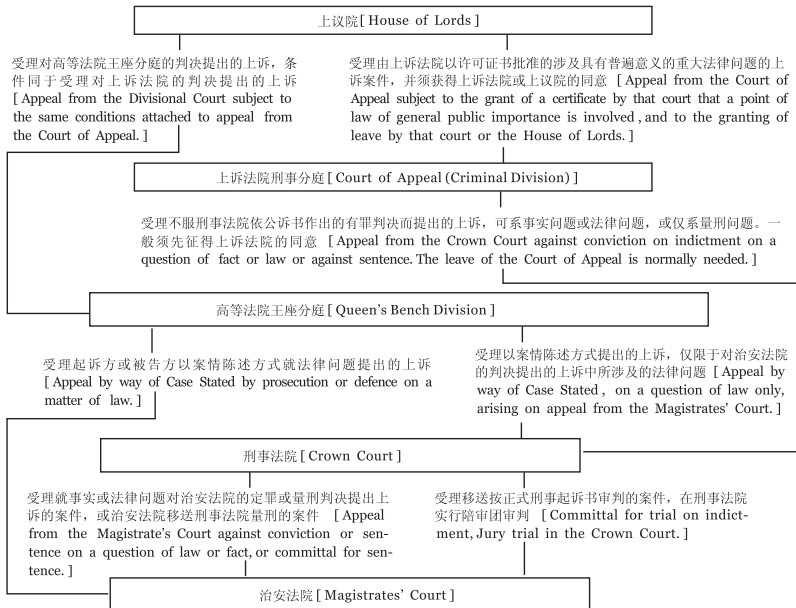 上议院[House of Lords]
受理对高等法院王座分庭的判决提出的上诉，条
件同于受理对上诉法院的判决提出的上诉
[Appeal from the Divisional Court subject to
the same conditions attached to appeal from
the Court of Appeal.]
受理由上诉法院以许可证书批准的涉及具有普遍意义的重大法律问题的上
诉案件，并须获得上诉法院或上议院的同意 [Appeal from the Court of
Appeal subject to the grant of a certificate by that court that a point of
law of general public importance is involved, and to the granting of
leave by that court or the House of Lords.]
上诉法院刑事分庭[Court of Appeal (Criminal Division)]
受理不服刑事法院依公诉书作出的有罪判决而提出的上诉，可系事实问题或法律问题，或仅系量刑问题。一
般须先征得上诉法院的同意 [Appeal from the Crown Court against conviction on indictment on a
question of fact or law or against sentence. The leave of the Court of Appeal is normally needed.]
高等法院王座分庭[Queen's Bench Division]
受理起诉方或被告方以案情陈述方式就法律问题提出的上诉
[Appeal by way of Case Stated by prosecution or defence on a
matter of law.]
受理以案情陈述方式提出的上诉，仅限于对治安法院
的判决提出的上诉中所涉及的法律问题 [Appeal by
way of Case Stated, on a question of law only,
arising on appeal from the Magistrates' Court.]
刑事法院[Crown Court]
受理就事实或法律问题对治安法院的定罪或量刑判决提出上
诉的案件，或治安法院移送刑事法院量刑的案件 [Appeal
from the Magistrate's Court against conviction or sen-
tence on a question of law or fact, or committal for sen-
tence.]
受理移送按正式刑事起诉书审判的案件，在刑事法院
实行陪审团审判 [Committal for trial on indict-
ment, Jury trial in the Crown Court.]
治安法院[Magistrates' Court]